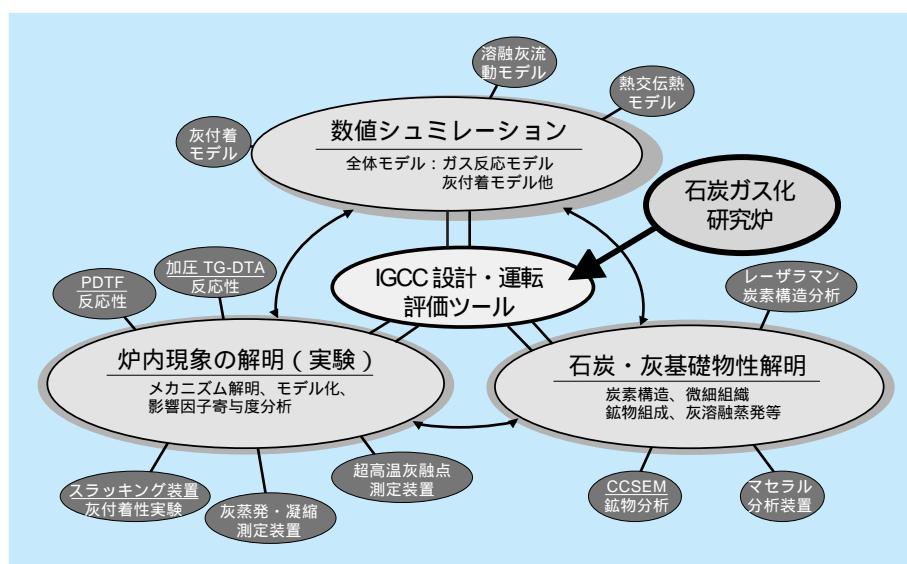 溶融灰流
動モデル
熱交伝熱
モデル
灰付着
モデル
数値シュミレーション
全体モデル：ガス反応モデル
灰付着モデル他
石炭ガス化
研究炉
IGCC 設計・運転
評価ツール
PDTF
反応性
加圧 TG-DTA
反応性
レーザラマン
炭素構造分析
炉内現象の解明（実験）
メカニズム解明、モデル化、
影響因子寄与度分析
石炭・灰基礎物性解明
炭素構造、微細組織
鉱物組成、灰溶融蒸発等
スラッキング装置
灰付着性実験
灰蒸発・凝縮
測定装置
超高温灰融点
測定装置
CCSEM
鉱物分析
マセラル
分析装置